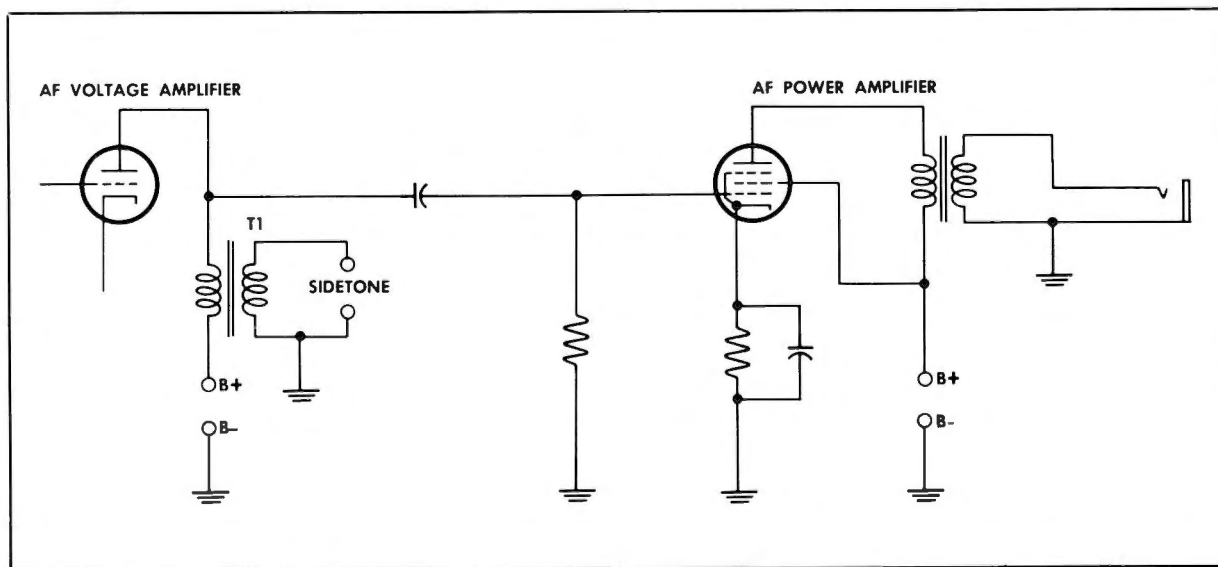 AF VOLTAGE AMPLIFIER
AF POWER AMPLIFIER
T1
SIDETONE
B+
B-
B+
B-